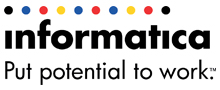 informatica
Put potential to work.™